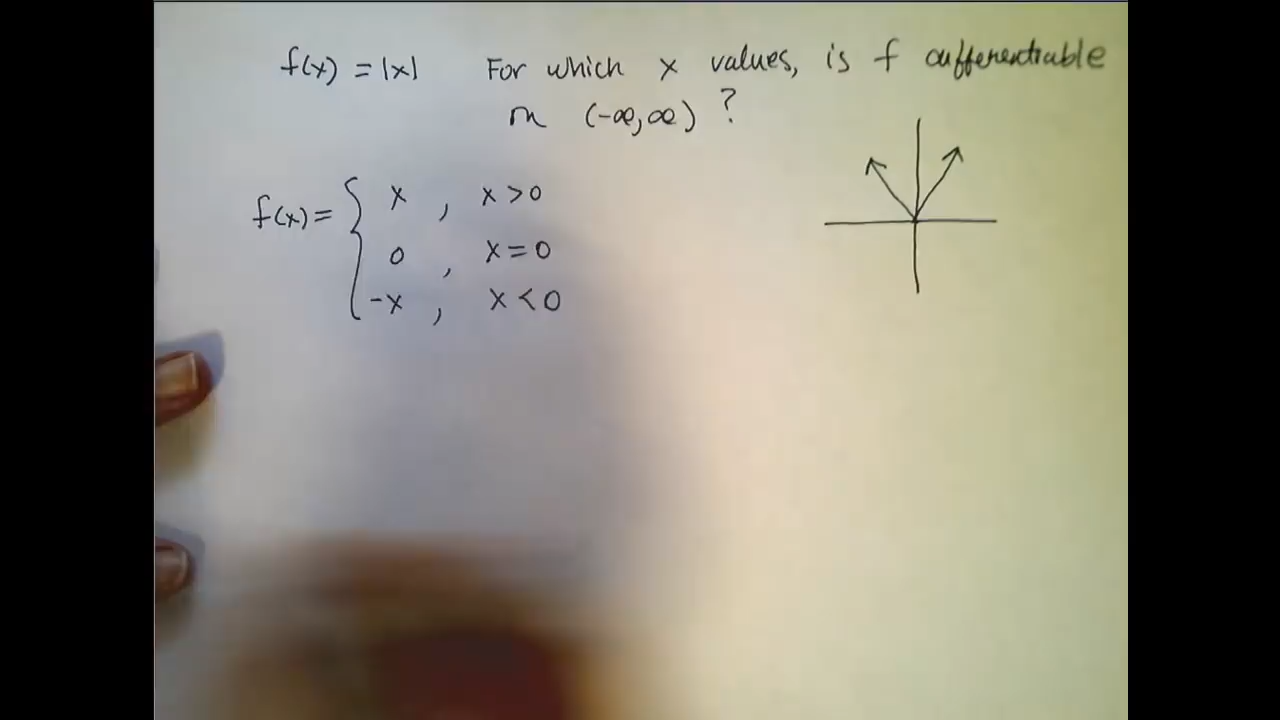 f(x) = |x| For which x values, is f differentiable
on (-∞,∞) ?
f(x) = { x , x > 0
0 , x = 0
-x , x < 0